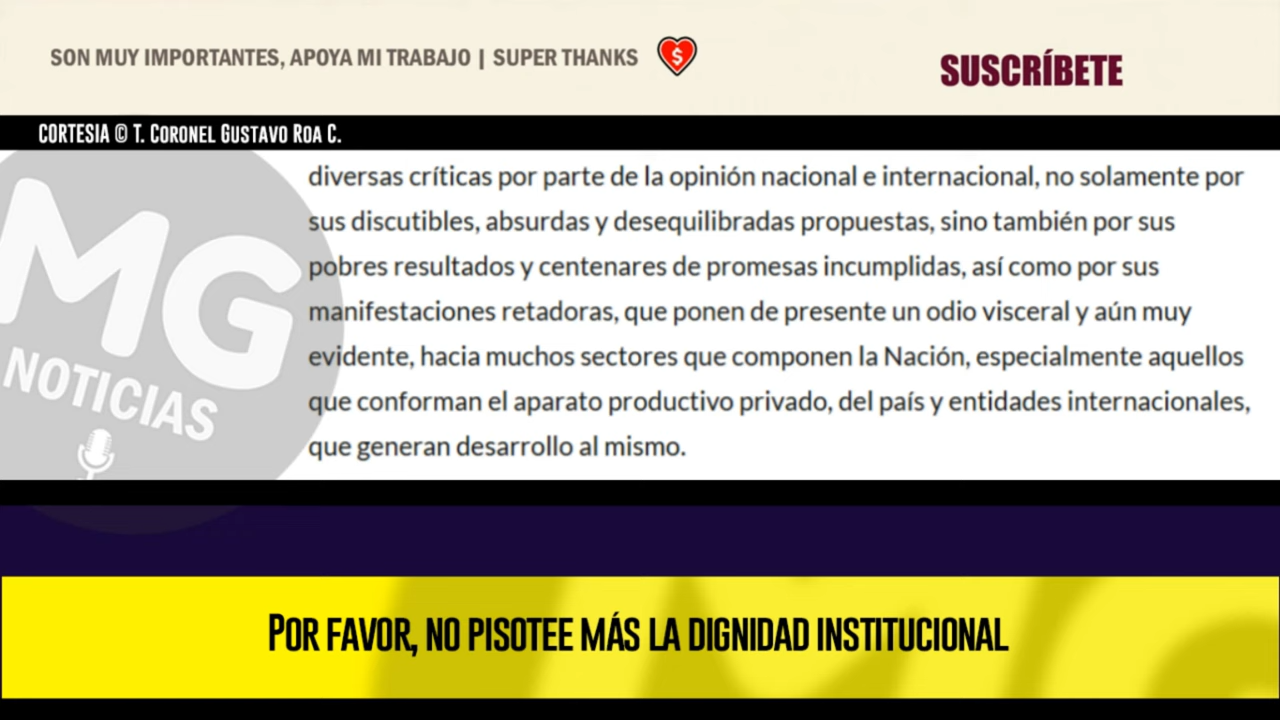 SON MUY IMPORTANTES, APOYA MI TRABAJO | SUPER THANKS $
SUSCRÍBETE
CORTESIA © T. CORONEL GUSTAVO ROA C.
MG
NOTICIAS
diversas críticas por parte de la opinión nacional e internacional, no solamente por
sus discutibles, absurdas y desequilibradas propuestas, sino también por sus
pobres resultados y centenares de promesas incumplidas, así como por sus
manifestaciones retadoras, que ponen de presente un odio visceral y aún muy
evidente, hacia muchos sectores que componen la Nación, especialmente aquellos
que conforman el aparato productivo privado, del país y entidades internacionales,
que generan desarrollo al mismo.
POR FAVOR, NO PISOTEE MÁS LA DIGNIDAD INSTITUCIONAL